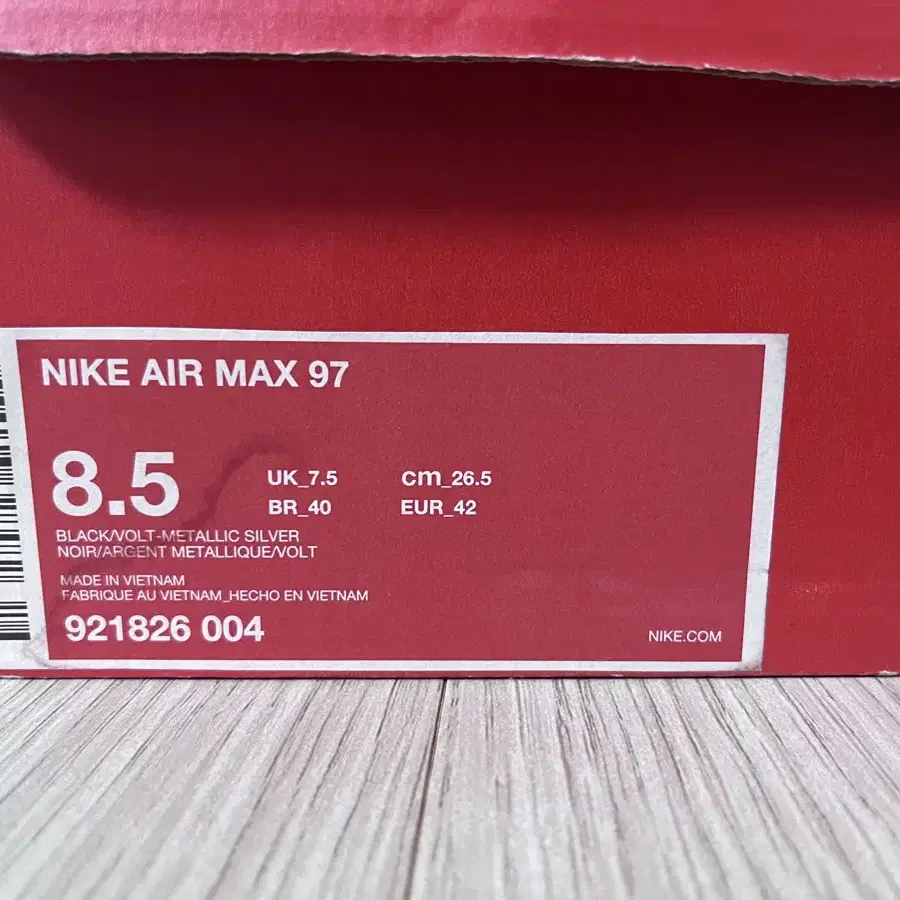 NIKE AIR MAX 97
8.5
UK_7.5 cm_26.5
BR_40 EUR_42
BLACK/VOLT-METALLIC SILVER
NOIR/ARGENT METALLIQUE/VOLT
MADE IN VIETNAM
FABRIQUE AU VIETNAM_HECHO EN VIETNAM
921826 004
NIKE.COM